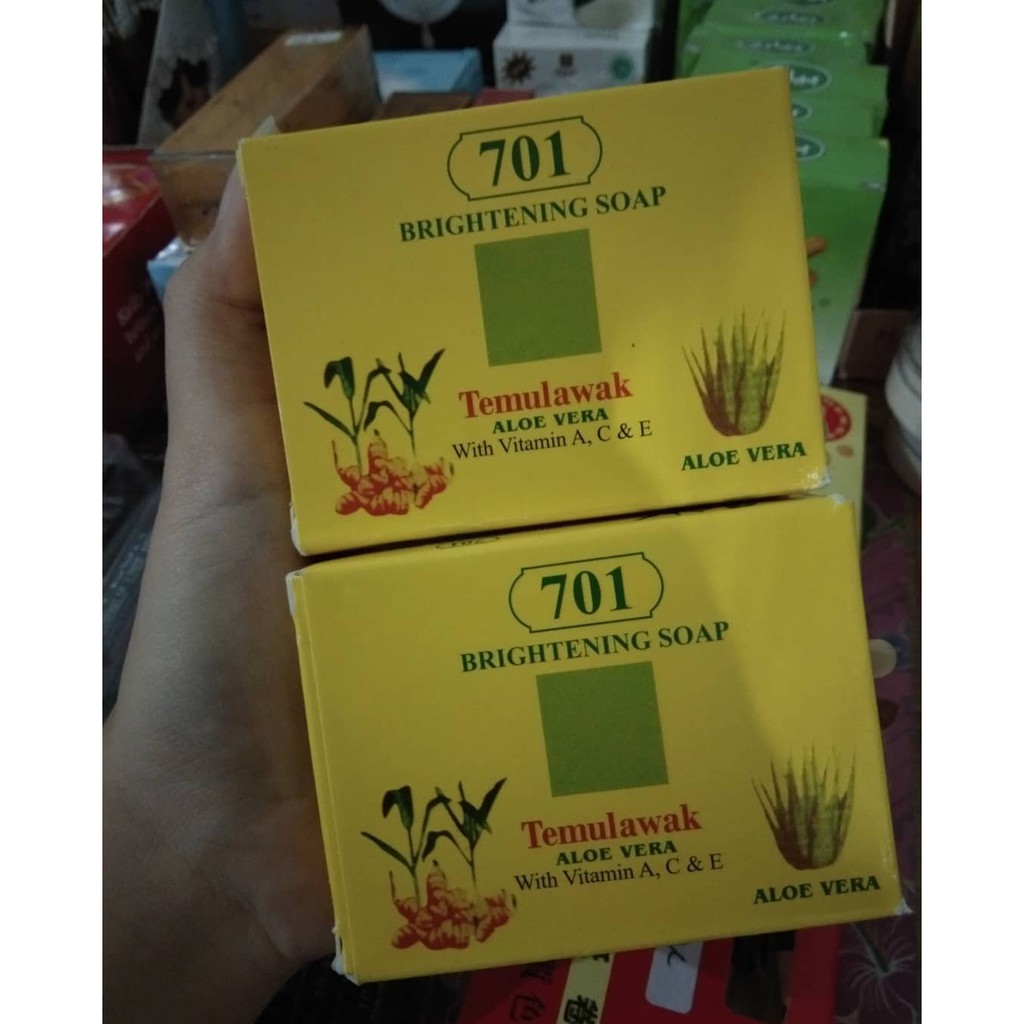 701
BRIGHTENING SOAP
Temulawak
ALOE VERA
With Vitamin A, C & E
ALOE VERA
701
701
BRIGHTENING SOAP
Temulawak
ALOE VERA
With Vitamin A, C & E
ALOE VERA